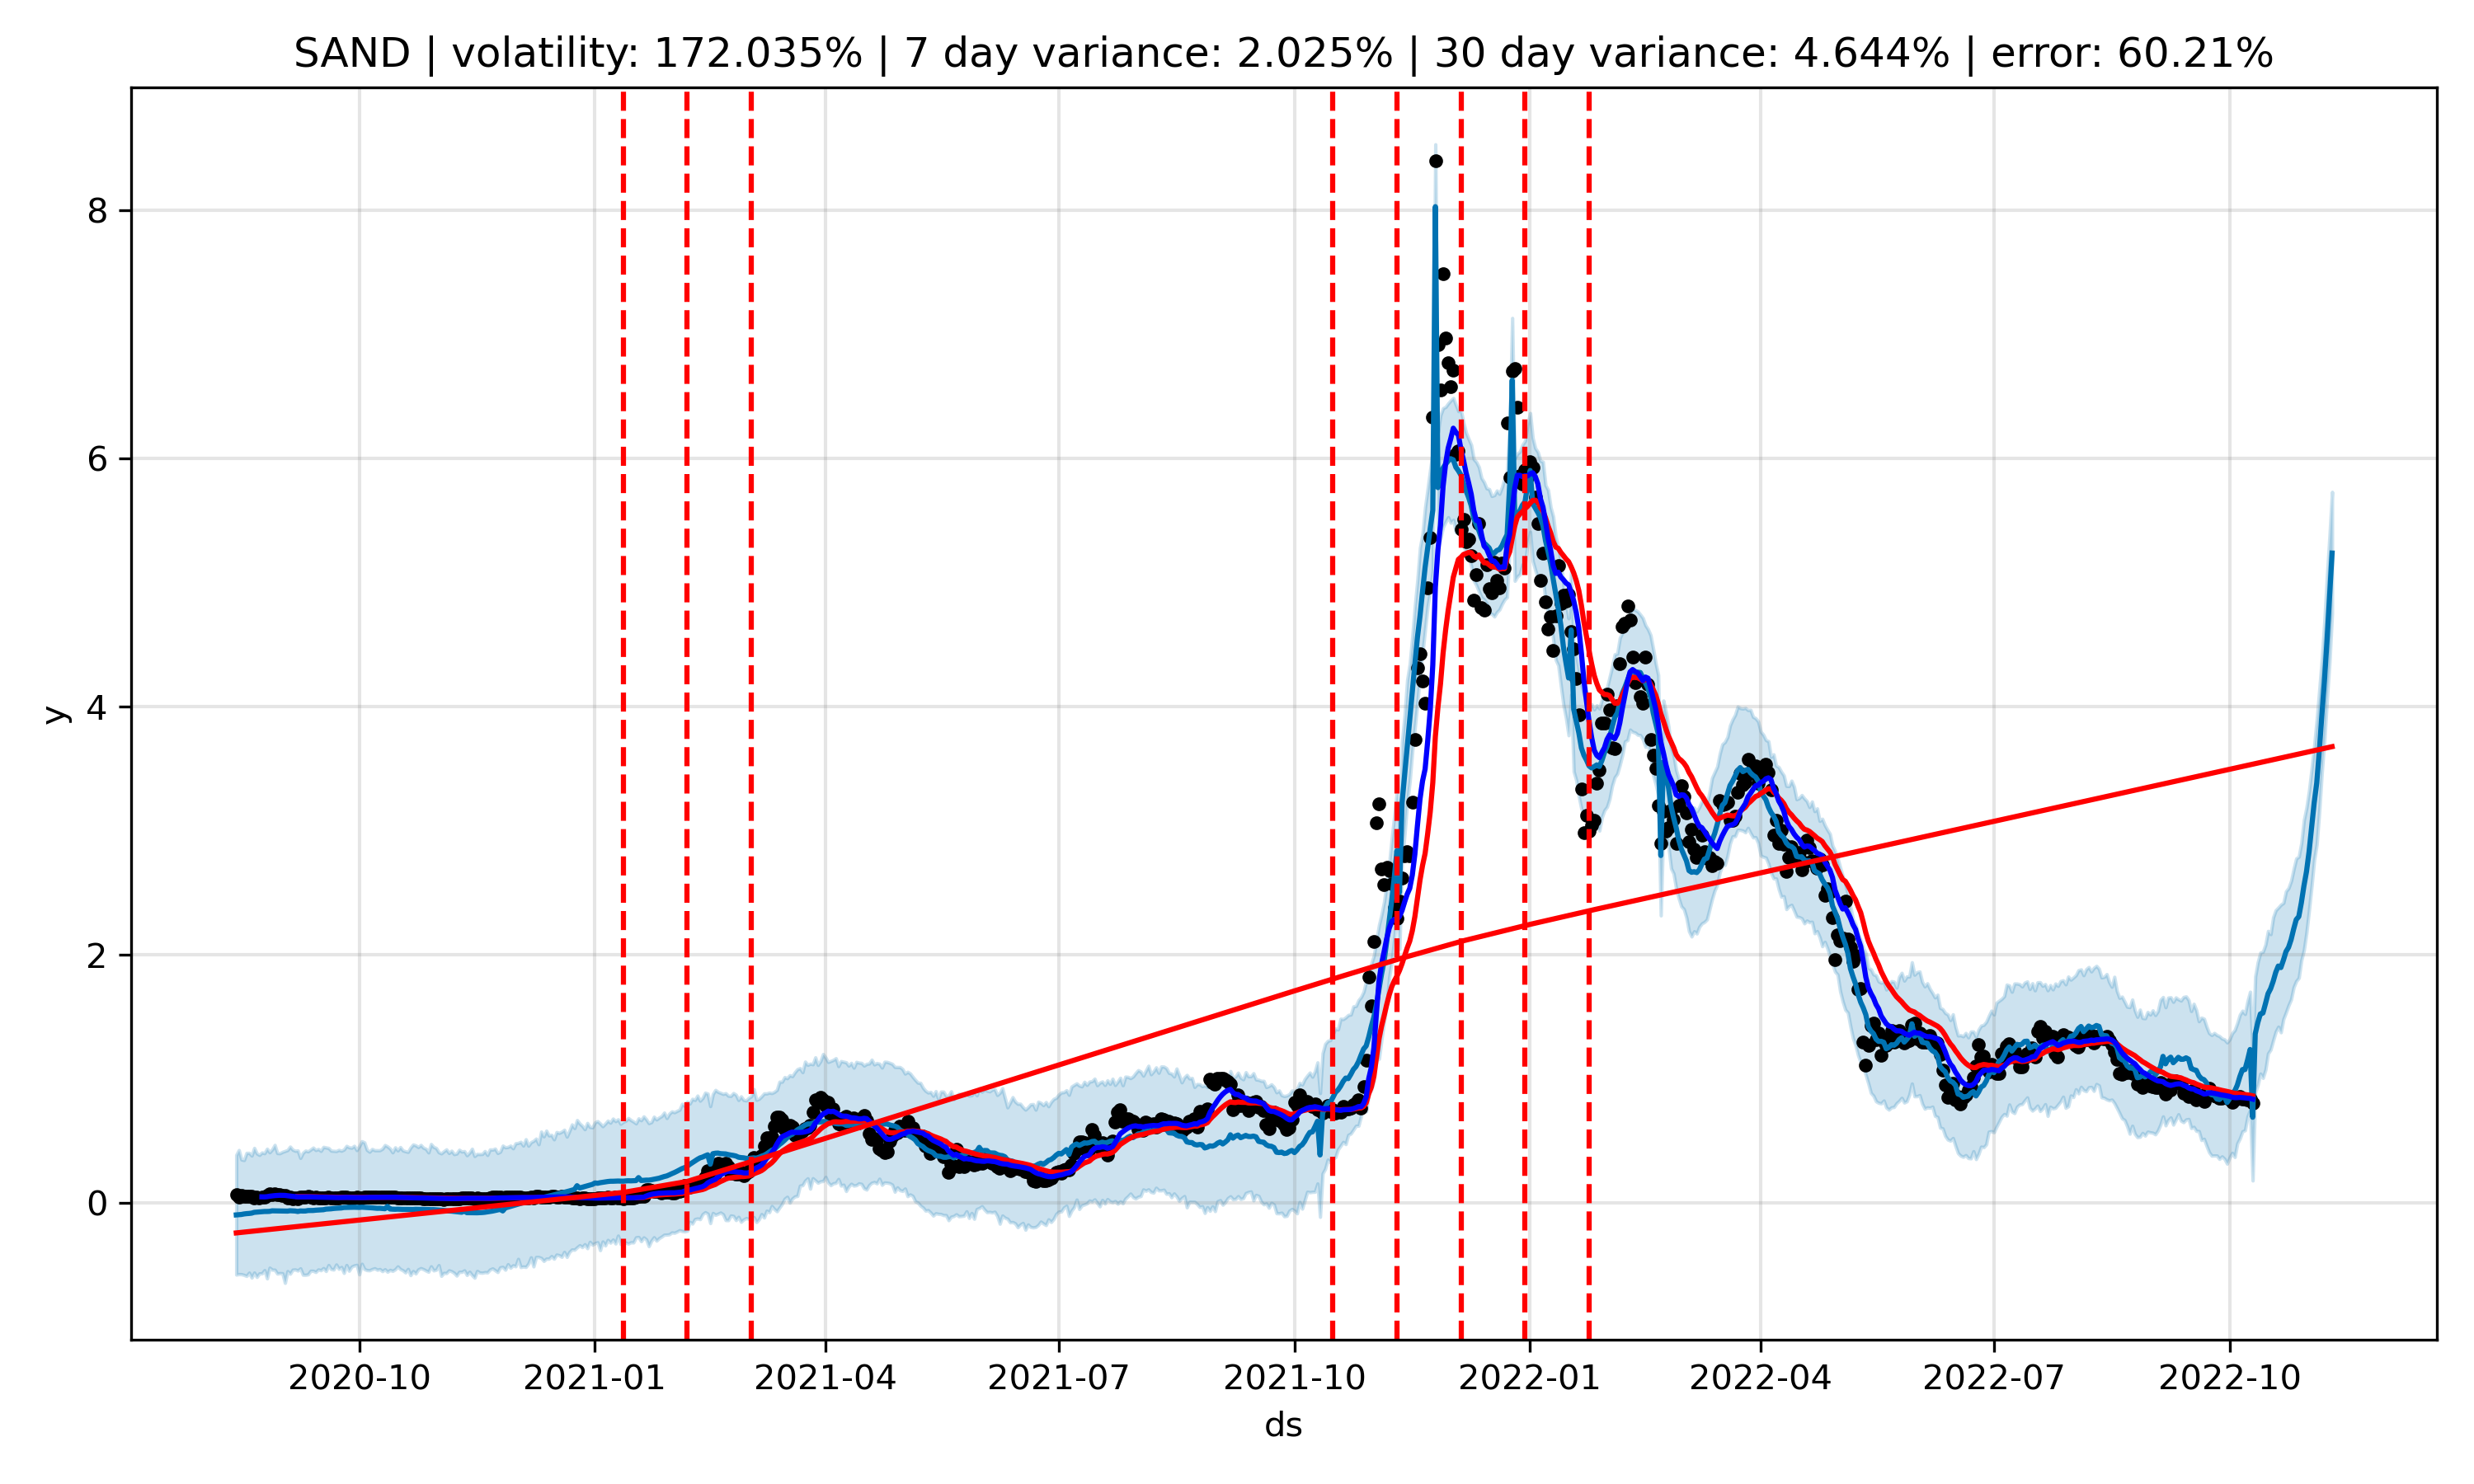 SAND | volatility: 172.035% | 7 day variance: 2.025% | 30 day variance: 4.644% | error: 60.21%
8
6
y
4
2
0
2020-10 2021-01 2021-04 2021-07 2021-10 2022-01 2022-04 2022-07 2022-10
ds